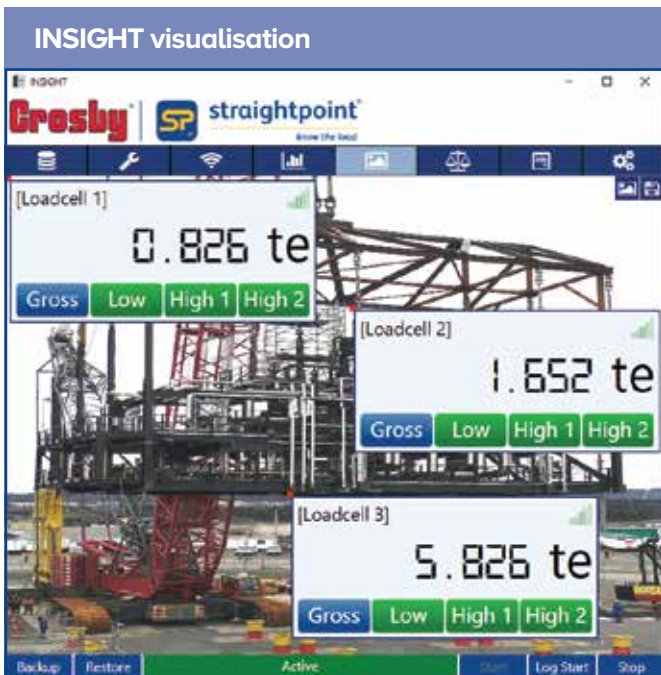 INSIGHT visualisation
INSIGHT
Crosby straightpoint
SP
know the load
[Loadcell 1]
0.826 te
Gross Low High 1 High 2
[Loadcell 2]
1.652 te
Gross Low High 1 High 2
[Loadcell 3]
5.826 te
Gross Low High 1 High 2
Backup Restore Active Start Log Start Stop